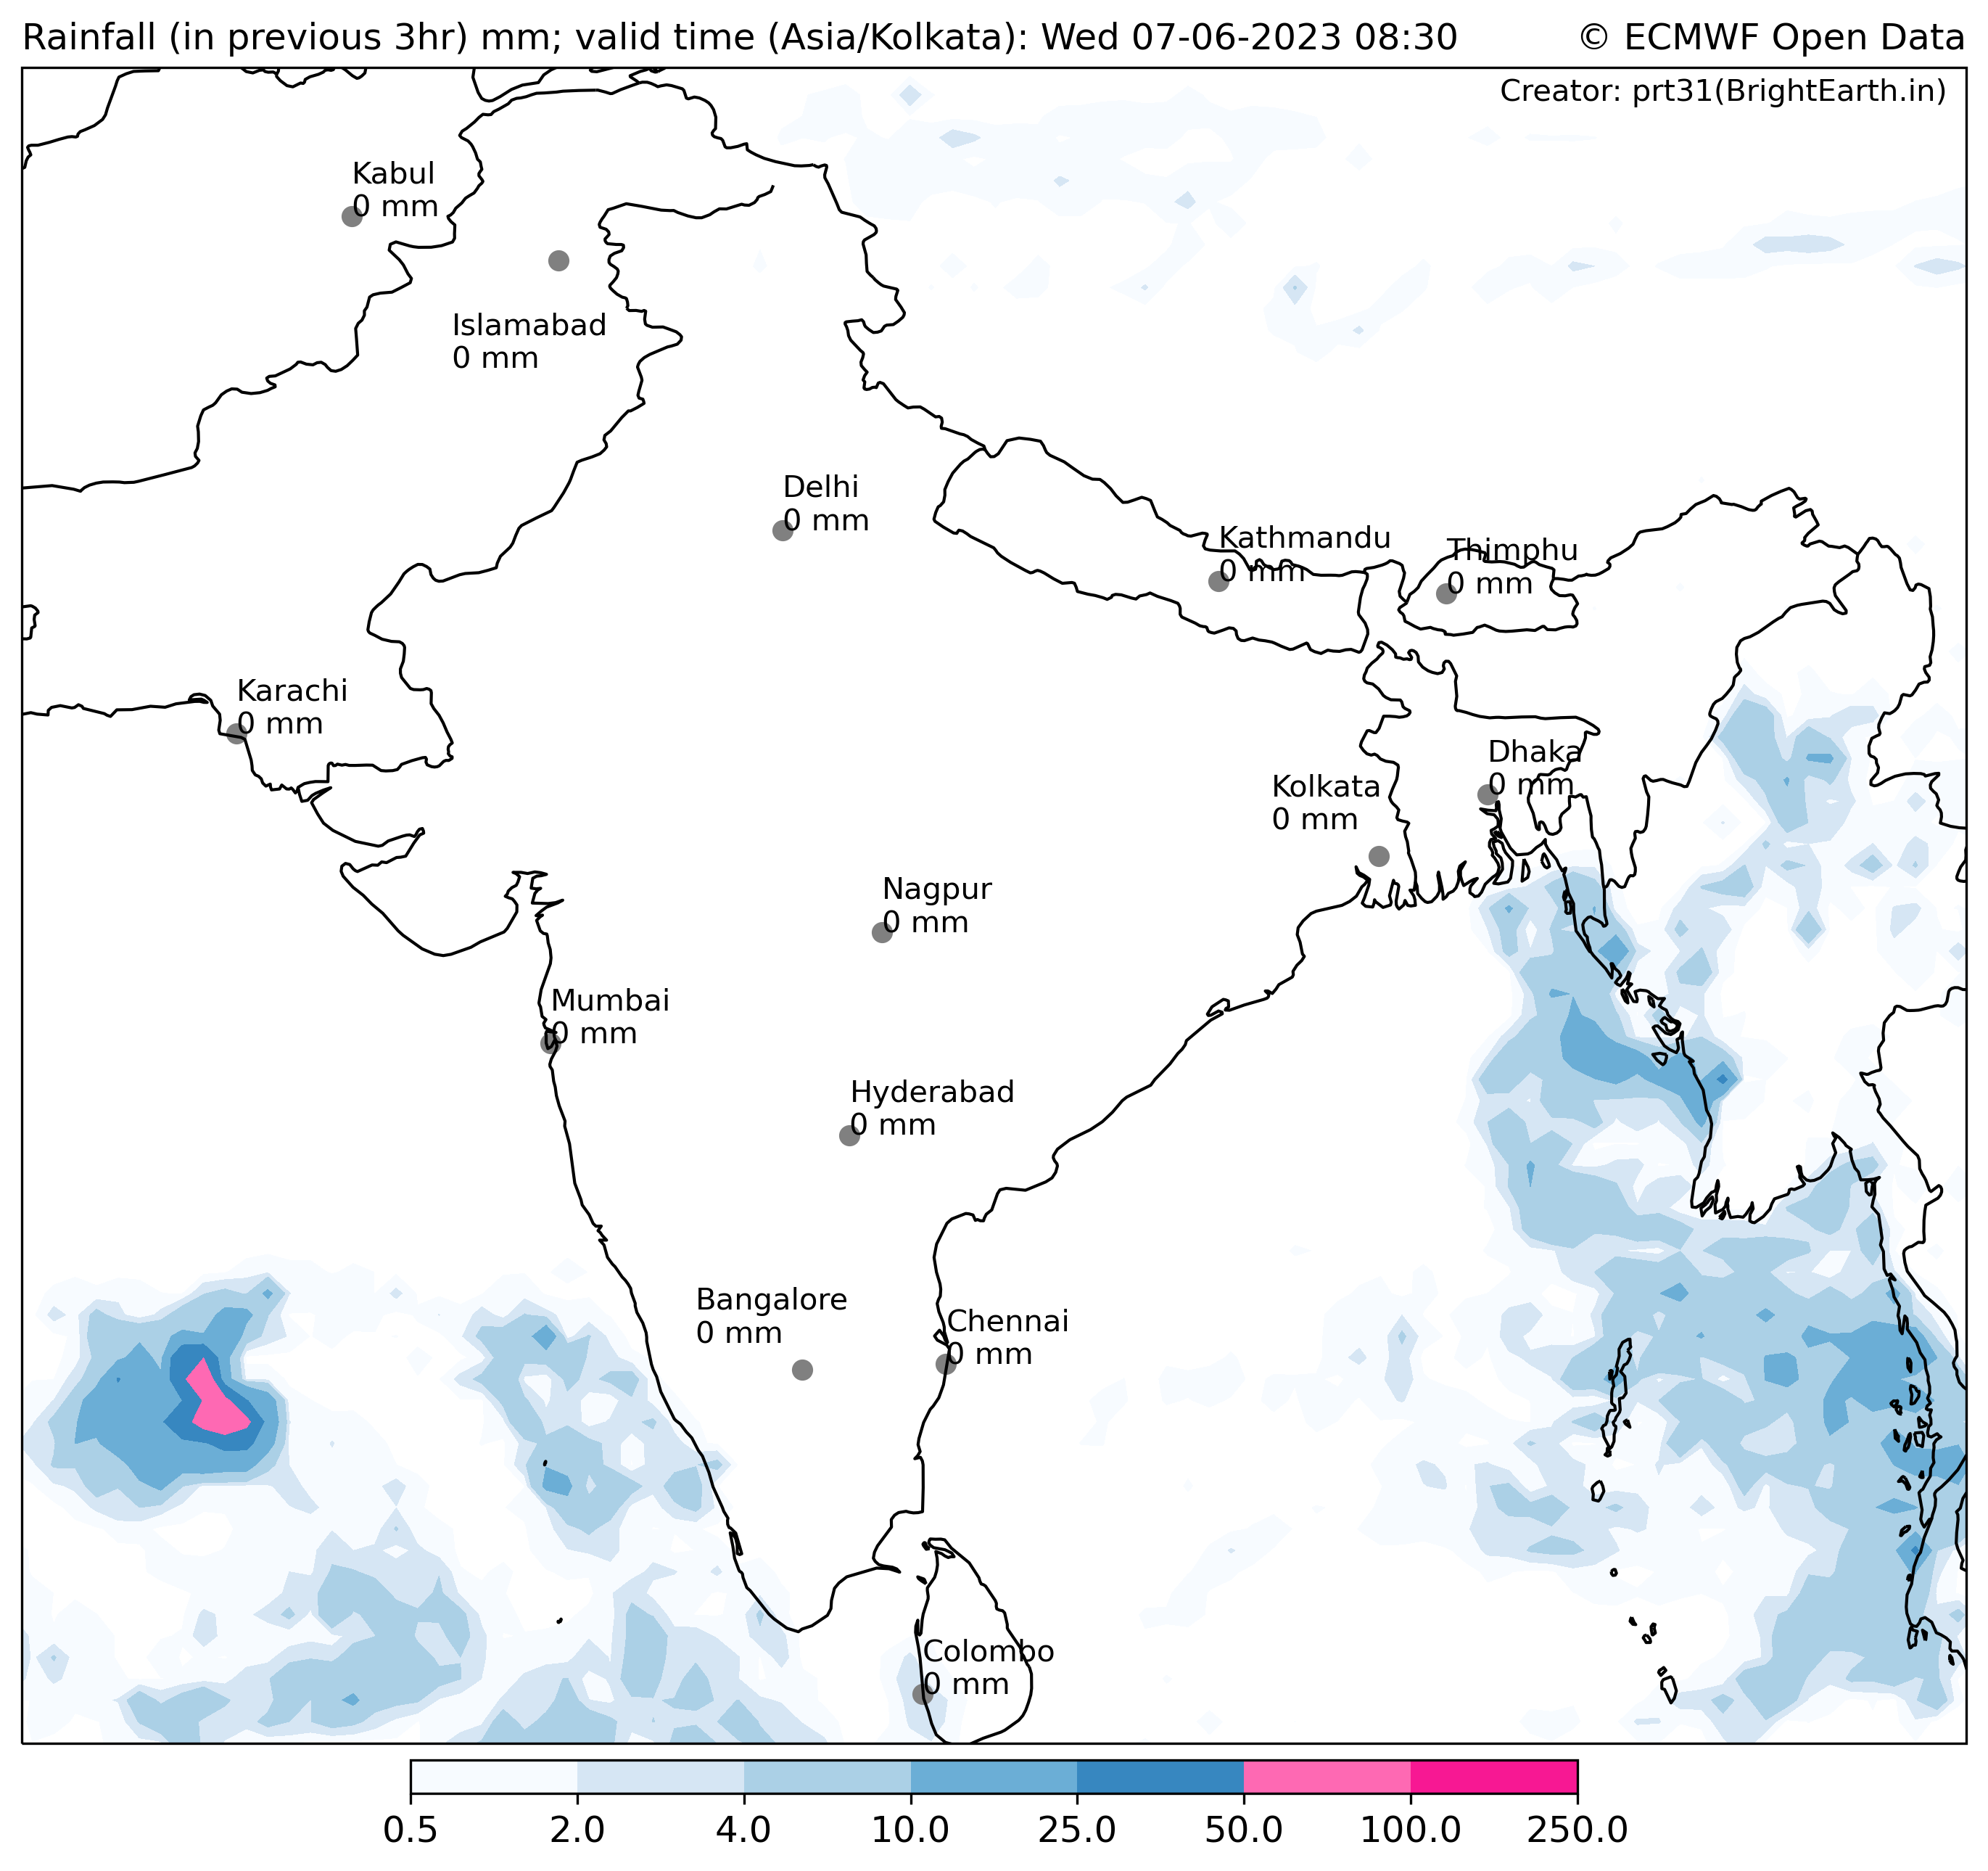 Rainfall (in previous 3hr) mm; valid time (Asia/Kolkata): Wed 07-06-2023 08:30
© ECMWF Open Data
Creator: prt31(BrightEarth.in)
Kabul
0 mm
Islamabad
0 mm
Delhi
0 mm
Kathmandu
0 mm
Thimphu
0 mm
Karachi
0 mm
Dhaka
0 mm
Kolkata
0 mm
Nagpur
0 mm
Mumbai
0 mm
Hyderabad
0 mm
Bangalore
0 mm
Chennai
0 mm
Colombo
0 mm
0.5 2.0 4.0 10.0 25.0 50.0 100.0 250.0